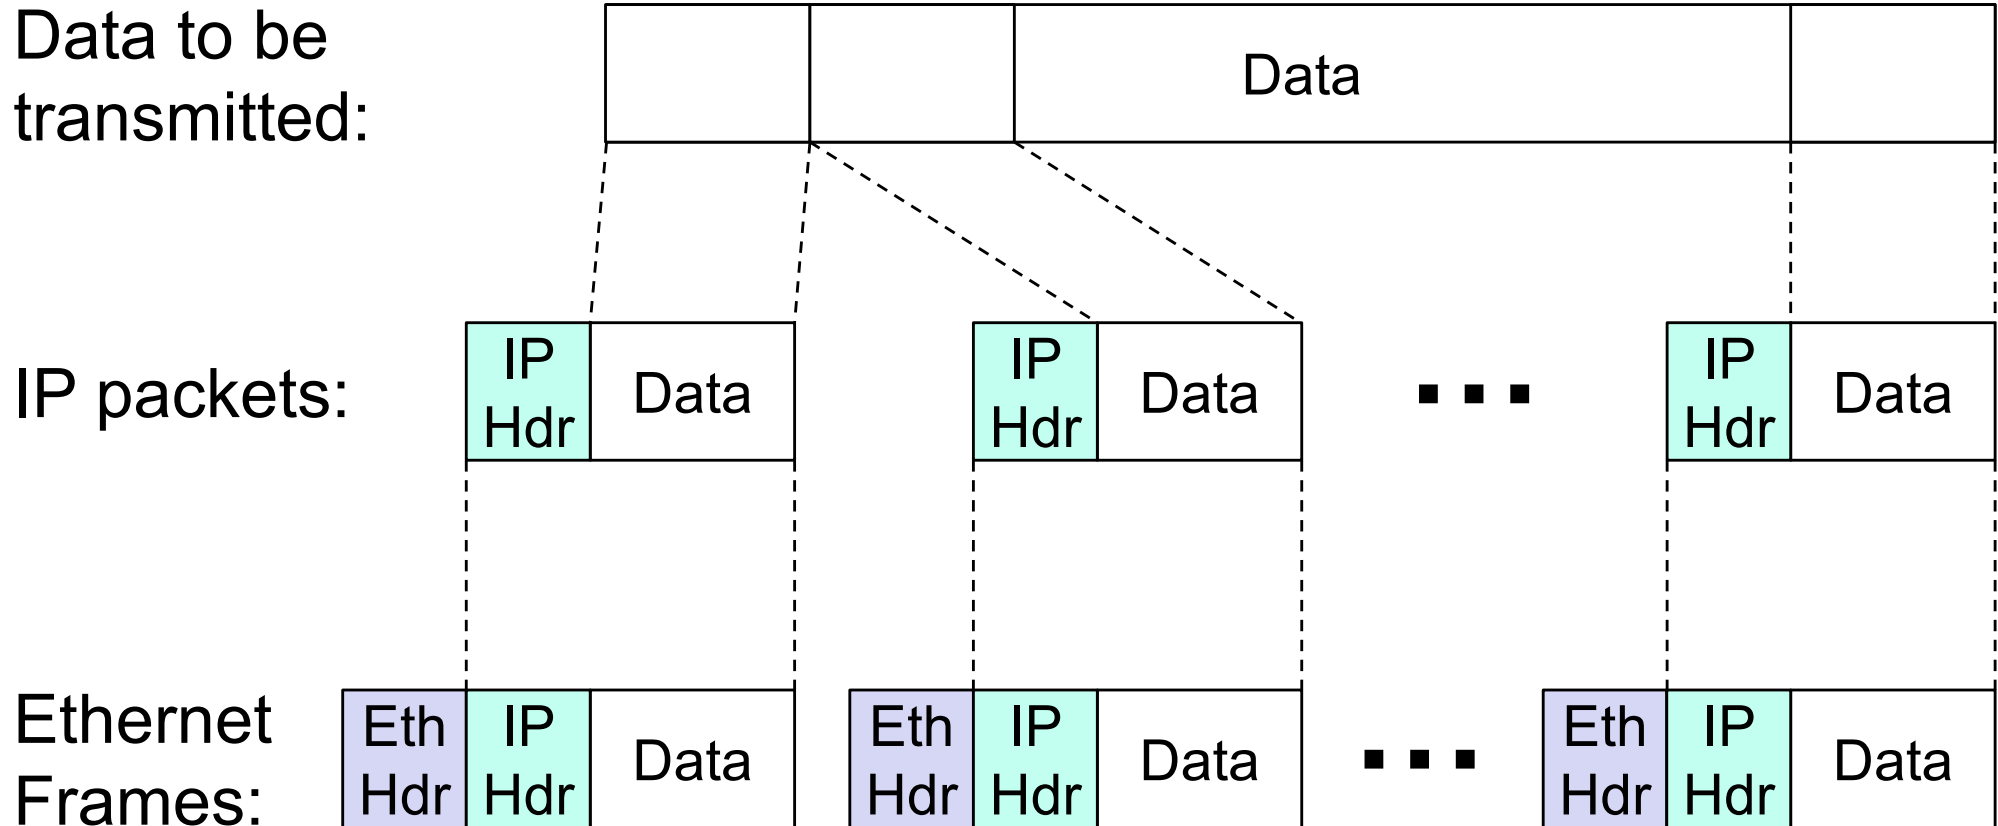 Data to be
transmitted:
Data
IP packets:
IP
Hdr
Data
IP
Hdr
Data
...
IP
Hdr
Data
Ethernet
Frames:
Eth
Hdr
IP
Hdr
Data
Eth
Hdr
IP
Hdr
Data
...
Eth
Hdr
IP
Hdr
Data